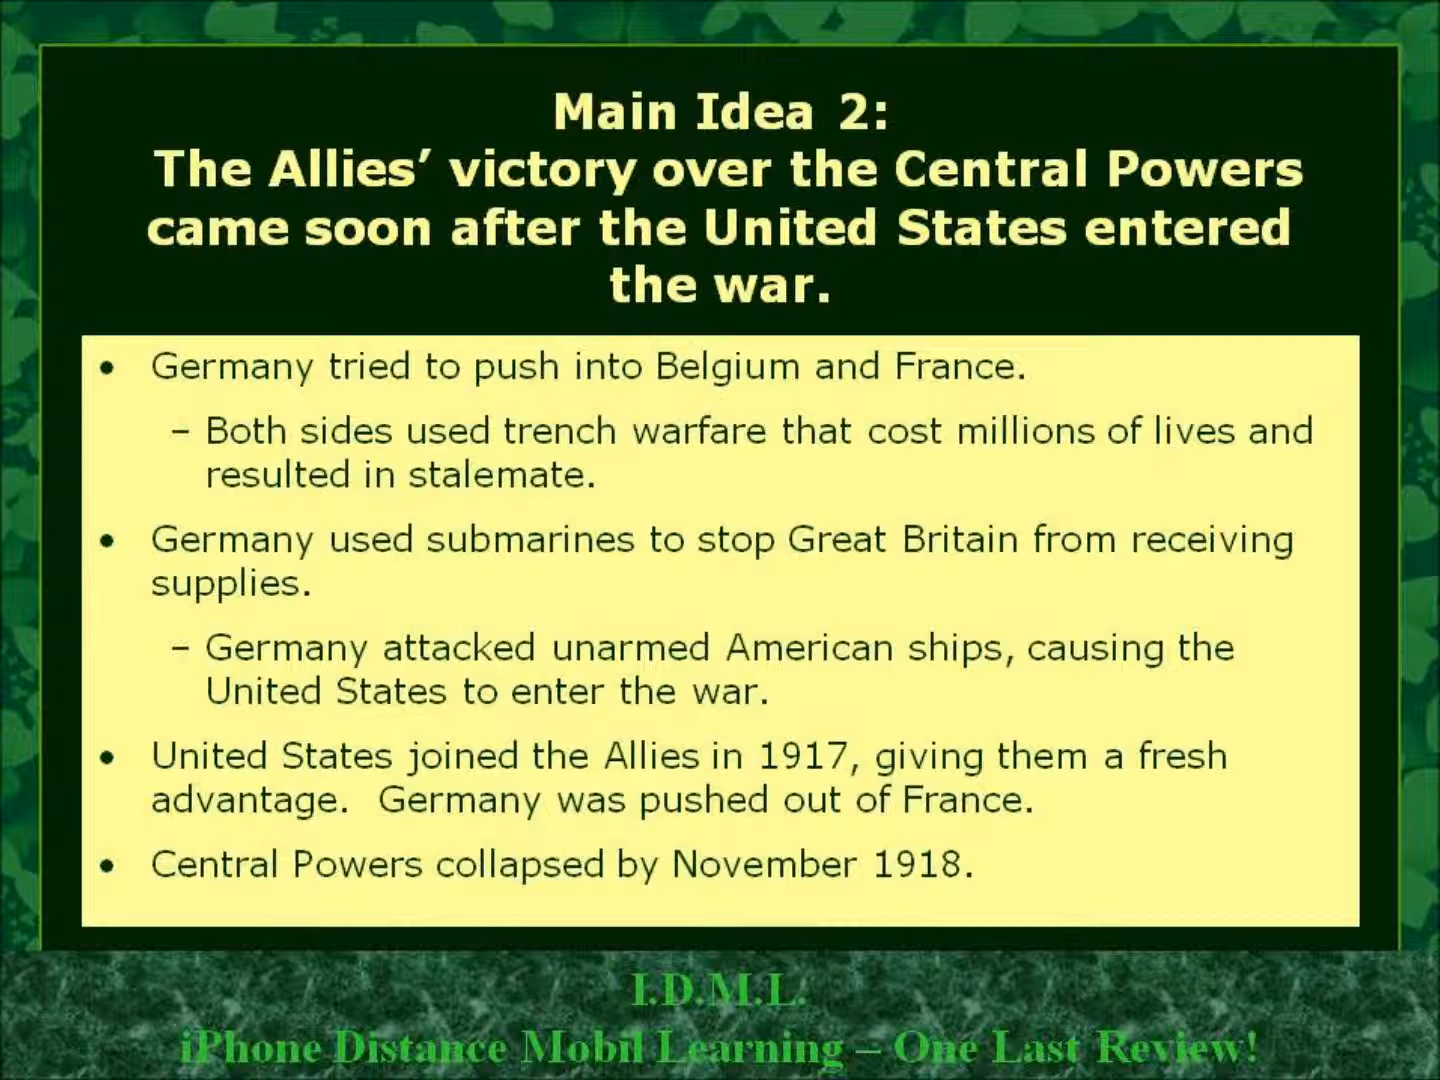 Main Idea 2:
The Allies’ victory over the Central Powers
came soon after the United States entered
the war.
• Germany tried to push into Belgium and France.
– Both sides used trench warfare that cost millions of lives and
resulted in stalemate.
• Germany used submarines to stop Great Britain from receiving
supplies.
– Germany attacked unarmed American ships, causing the
United States to enter the war.
• United States joined the Allies in 1917, giving them a fresh
advantage. Germany was pushed out of France.
• Central Powers collapsed by November 1918.
I.D.M.L.
iPhone Distance Mobil Learning – One Last Review!